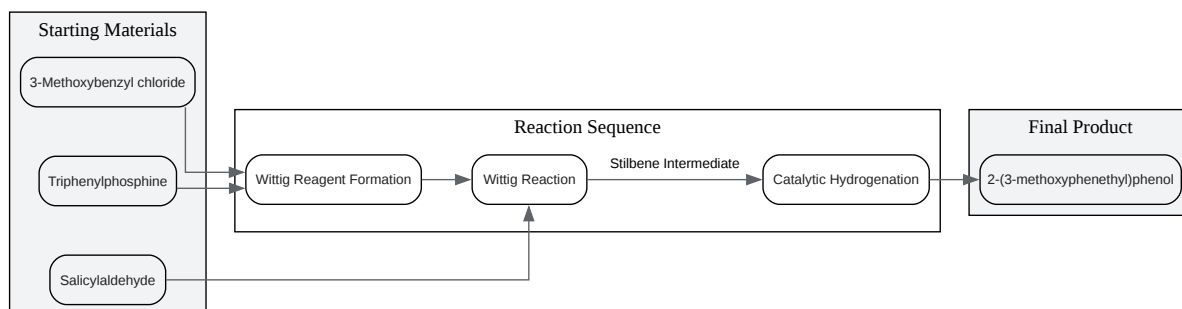 Starting Materials
3-Methoxybenzyl chloride
Triphenylphosphine
Salicylaldehyde
Reaction Sequence
Wittig Reagent Formation
Wittig Reaction
Stilbene Intermediate
Catalytic Hydrogenation
Final Product
2-(3-methoxyphenethyl)phenol